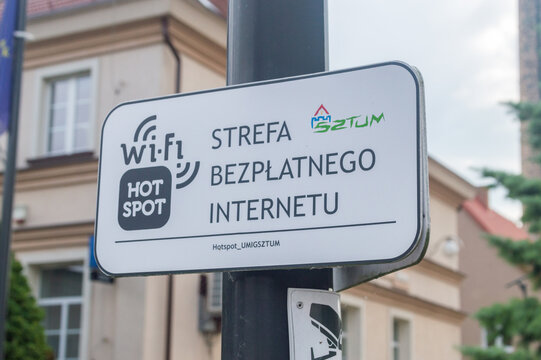 Wi-Fi
HOT
SPOT
STREFA
BEZPŁATNEGO
INTERNETU
SZTUM
Hotspot_UMIGSZTUM